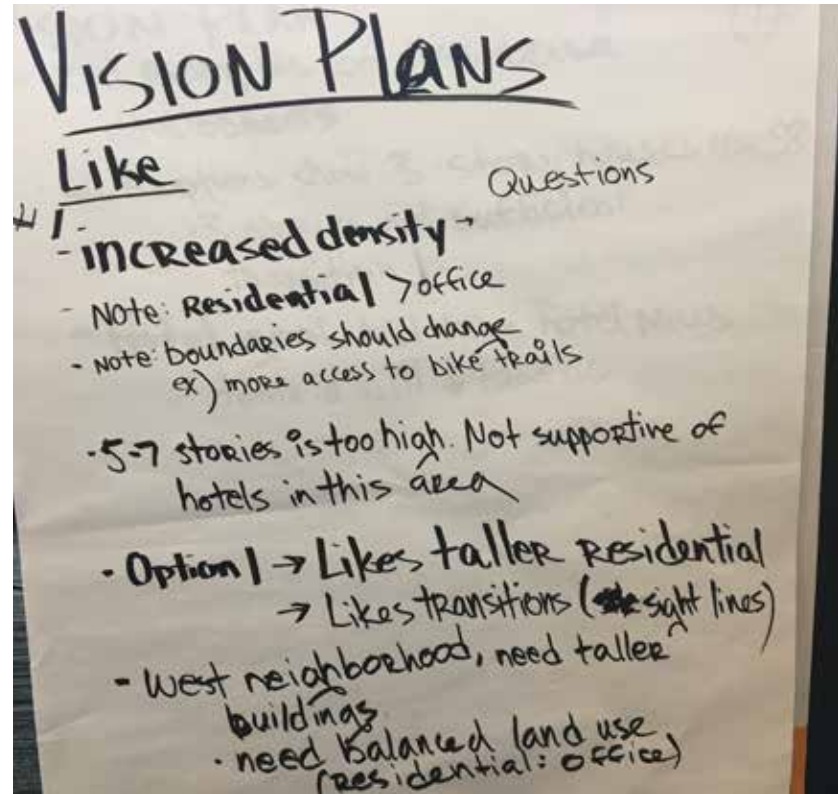 VISION PlANS
Like
Questions
#1
- increased density -
- Note: Residential > office
- Note: boundaries should change
ex) more access to bike trails
- 5-7 stories is too high. Not supportive of
hotels in this area
- Option 1 → Likes taller residential
→ Likes transitions (sight lines)
- West neighborhood, need taller
buildings
- need balanced land use
(residential: office)